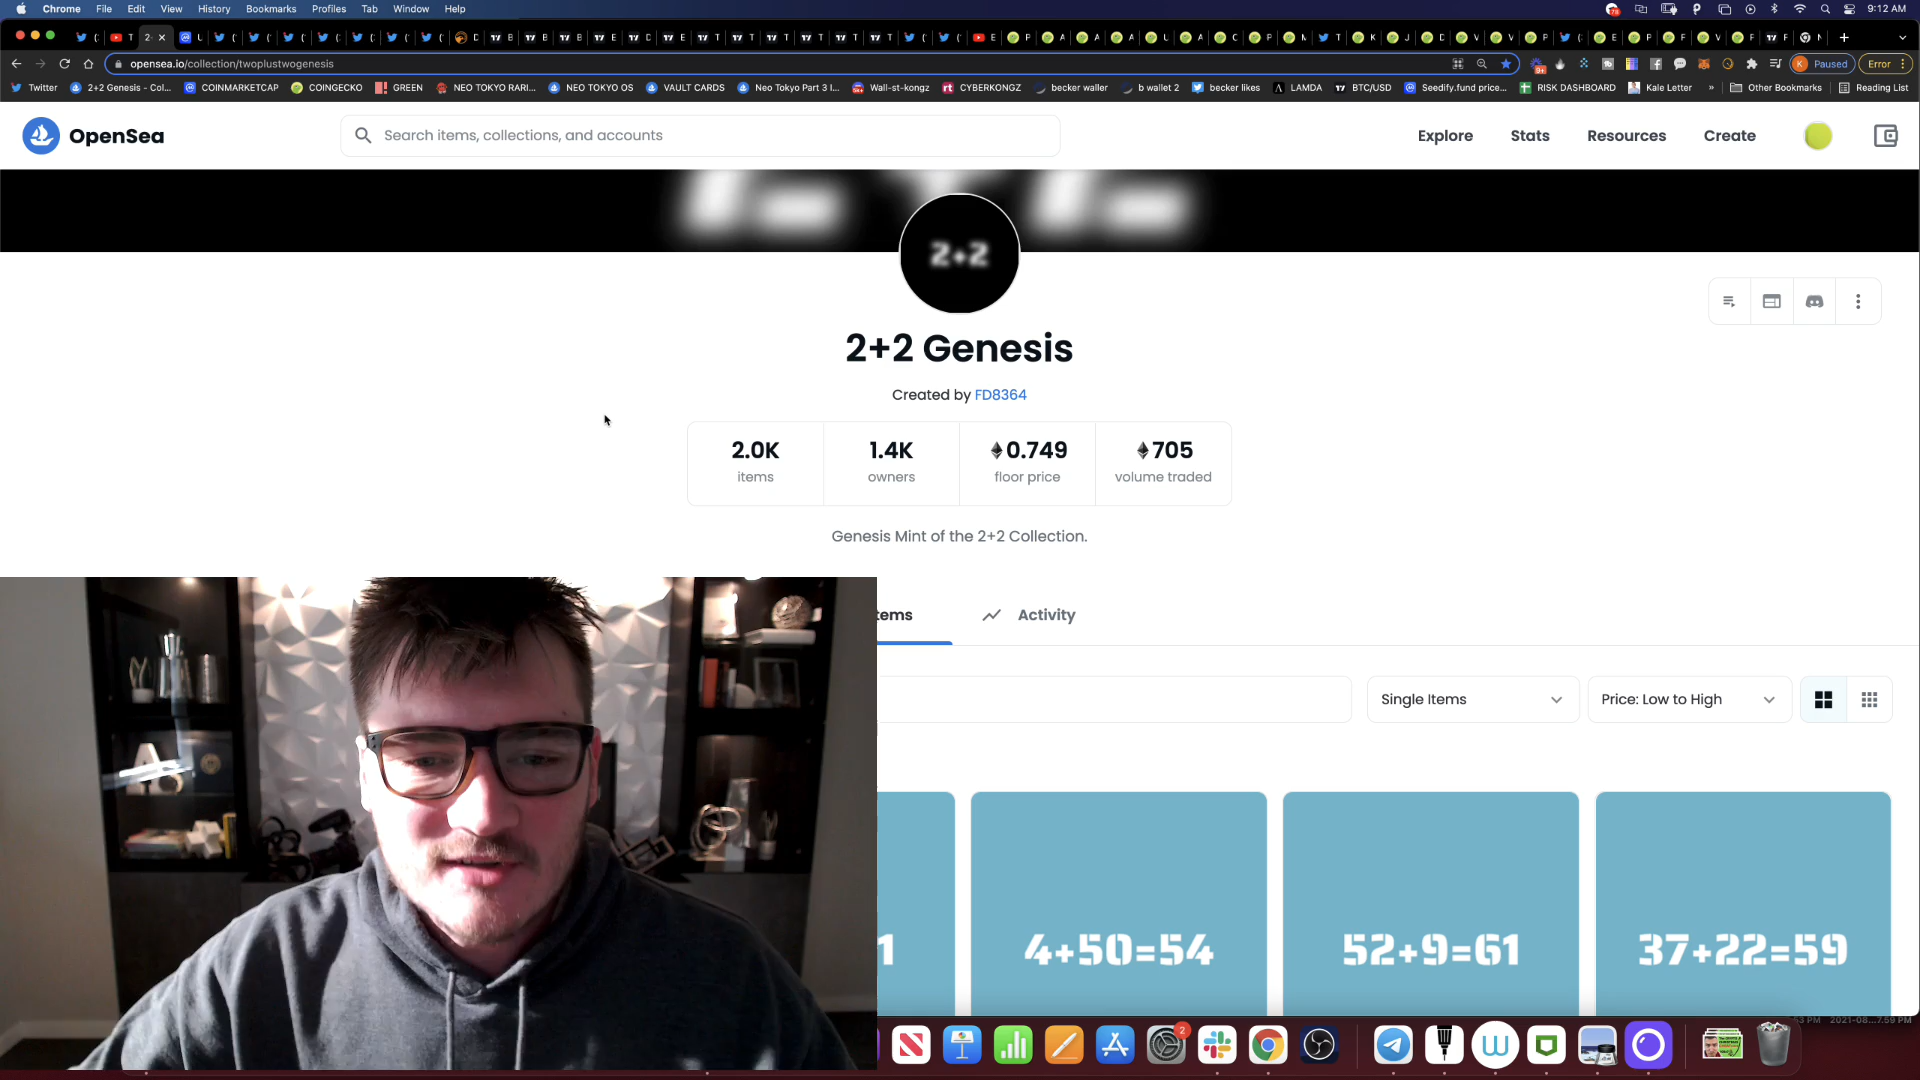 Chrome File Edit View History Bookmarks Profiles Tab Window Help 9:12 AM
opensea.io/collection/twoplustwogenesis Paused Error
Twitter 2+2 Genesis - Col... COINMARKETCAP COINGECKO GREEN NEO TOKYO RARI... NEO TOKYO OS VAULT CARDS Neo Tokyo Part 3 I... Wall-st-kongz CYBERKONGZ becker waller b wallet 2 becker likes LAMDA BTC/USD Seedify.fund price... RISK DASHBOARD Kale Letter » Other Bookmarks Reading List
OpenSea Search items, collections, and accounts Explore Stats Resources Create
2+2
2+2 Genesis
Created by FD8364
2.0K 1.4K 0.749 705
items owners floor price volume traded
Genesis Mint of the 2+2 Collection.
tems Activity
Single Items Price: Low to High
1 4+50=54 52+9=61 37+22=59
2